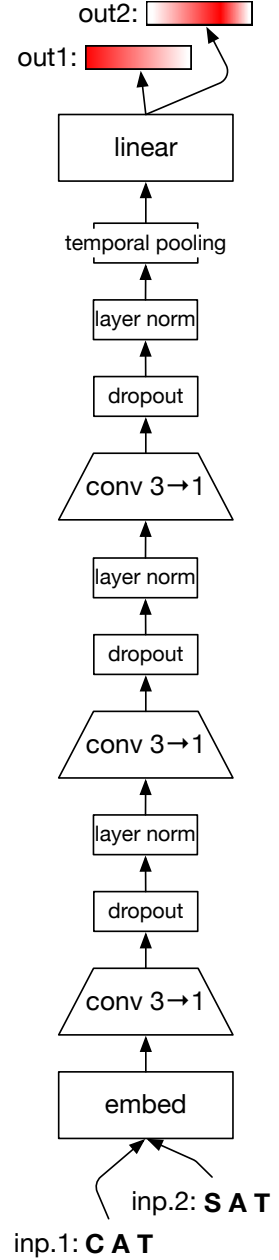 out2:
out1:
linear
temporal pooling
layer norm
dropout
conv 3→1
layer norm
dropout
conv 3→1
layer norm
dropout
conv 3→1
embed
inp.2: S A T
inp.1: C A T